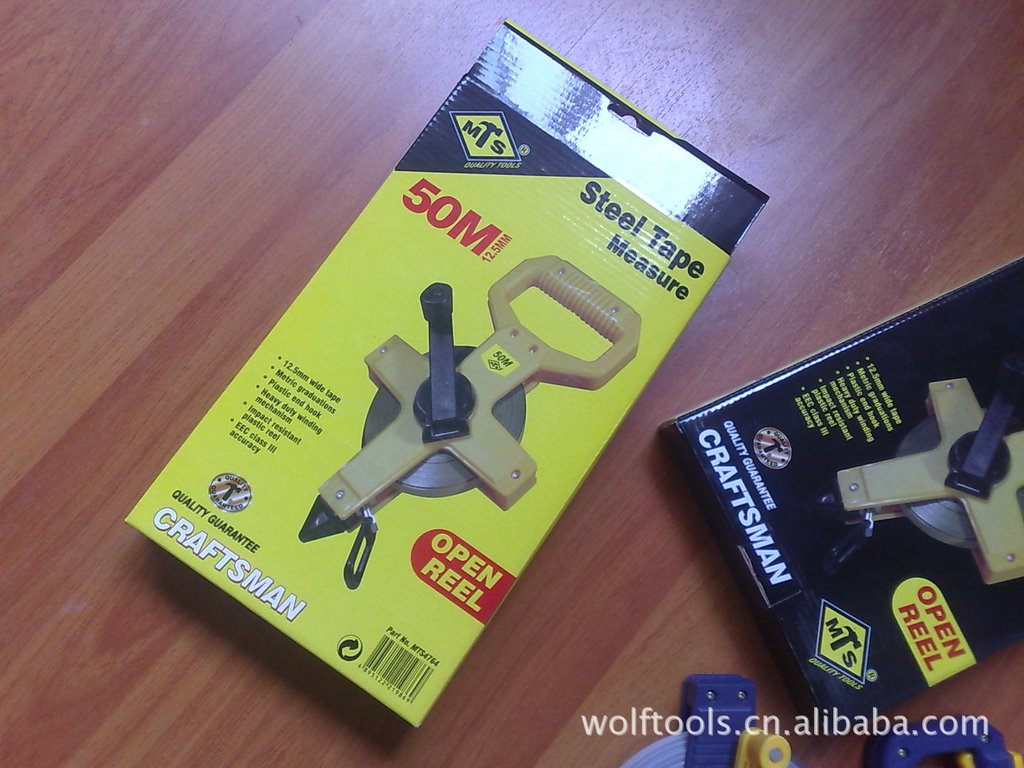 MTS
®
QUALITY TOOLS
Steel Tape
Measure
50M
12.5MM
50M
MTS
• 12.5mm wide tape
• Metric graduations
• Plastic end hook
• Heavy duty winding
mechanism
• Impact resistant
plastic reel
• EEC class III
accuracy
QUALITY GUARANTEE
CRAFTSMAN
OPEN
REEL
Part No. MTS4764
• 12.5mm wide tape
• Metric graduations
• Plastic end hook
• Heavy duty winding
mechanism
• Impact resistant
plastic reel
• EEC class III
accuracy
QUALITY GUARANTEE
CRAFTSMAN
OPEN
REEL
MTS
®
QUALITY TOOLS
wolftools.cn.alibaba.com